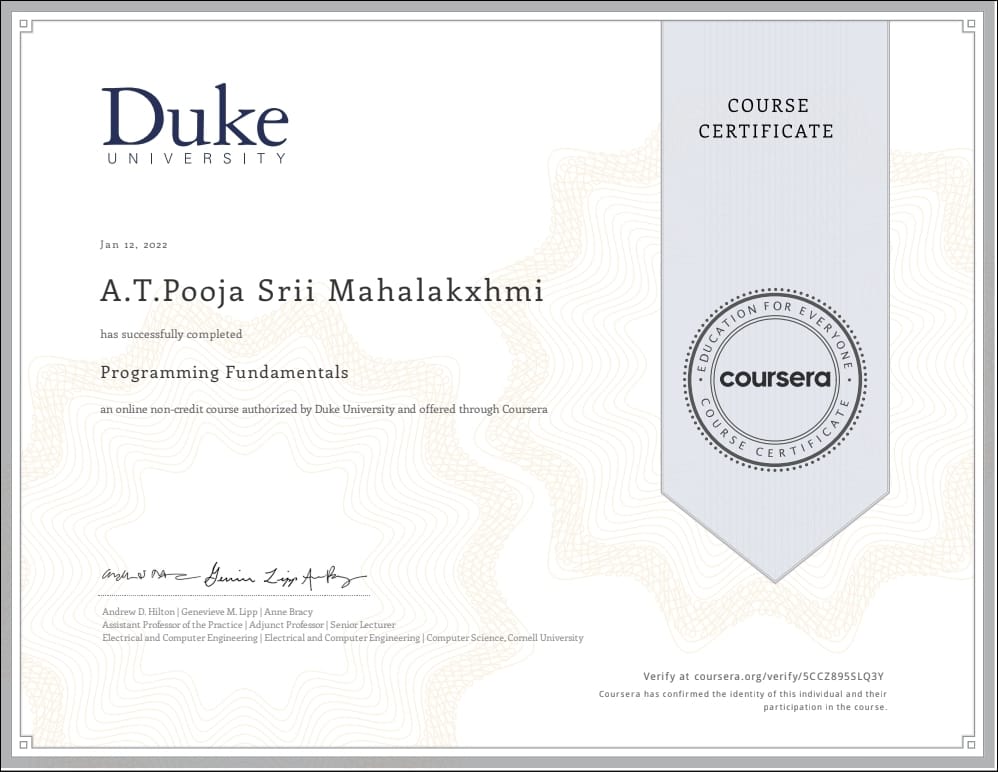 Duke
UNIVERSITY
COURSE
CERTIFICATE
Jan 12, 2022
A.T.Pooja Srii Mahalakxhmi
has successfully completed
Programming Fundamentals
an online non-credit course authorized by Duke University and offered through Coursera
EDUCATION FOR EVERYONE
coursera
COURSE CERTIFICATE
Andrew D. Hilton | Genevieve M. Lipp | Anne Bracy
Assistant Professor of the Practice | Adjunct Professor | Senior Lecturer
Electrical and Computer Engineering | Electrical and Computer Engineering | Computer Science, Cornell University
Verify at coursera.org/verify/5CCZ895SLQ3Y
Coursera has confirmed the identity of this individual and their
participation in the course.